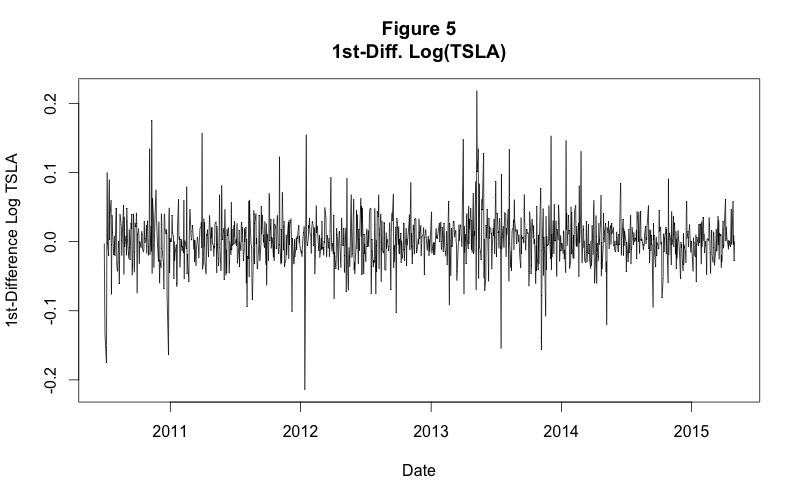 Figure 5
1st-Diff. Log(TSLA)
1st-Difference Log TSLA
0.2
0.1
0.0
-0.1
-0.2
2011 2012 2013 2014 2015
Date